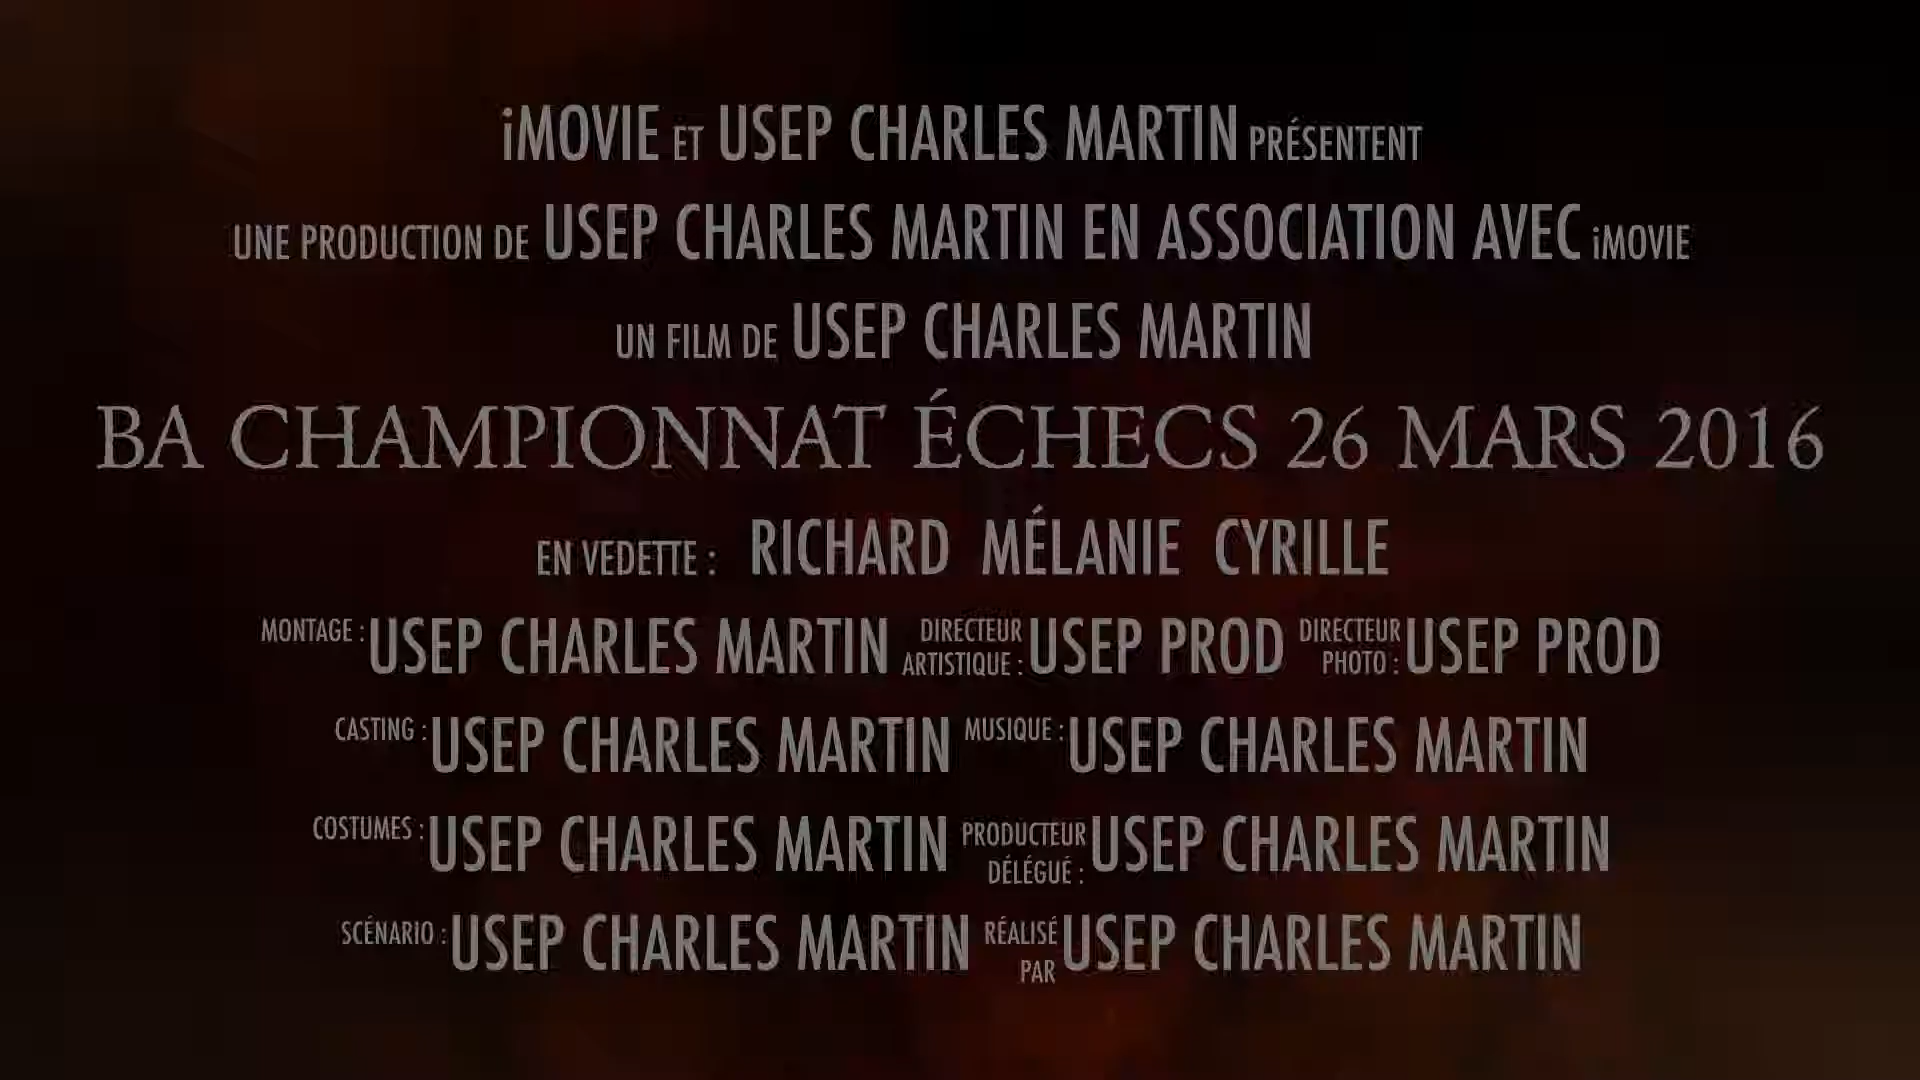 iMOVIE ET USEP CHARLES MARTIN PRÉSENTENT
UNE PRODUCTION DE USEP CHARLES MARTIN EN ASSOCIATION AVEC iMOVIE
UN FILM DE USEP CHARLES MARTIN
BA CHAMPIONNAT ÉCHECS 26 MARS 2016
EN VEDETTE : RICHARD MÉLANIE CYRILLE
MONTAGE : USEP CHARLES MARTIN DIRECTEUR ARTISTIQUE : USEP PROD DIRECTEUR PHOTO : USEP PROD
CASTING : USEP CHARLES MARTIN MUSIQUE : USEP CHARLES MARTIN
COSTUMES : USEP CHARLES MARTIN PRODUCTEUR DÉLÉGUÉ : USEP CHARLES MARTIN
SCÉNARIO : USEP CHARLES MARTIN RÉALISÉ PAR USEP CHARLES MARTIN